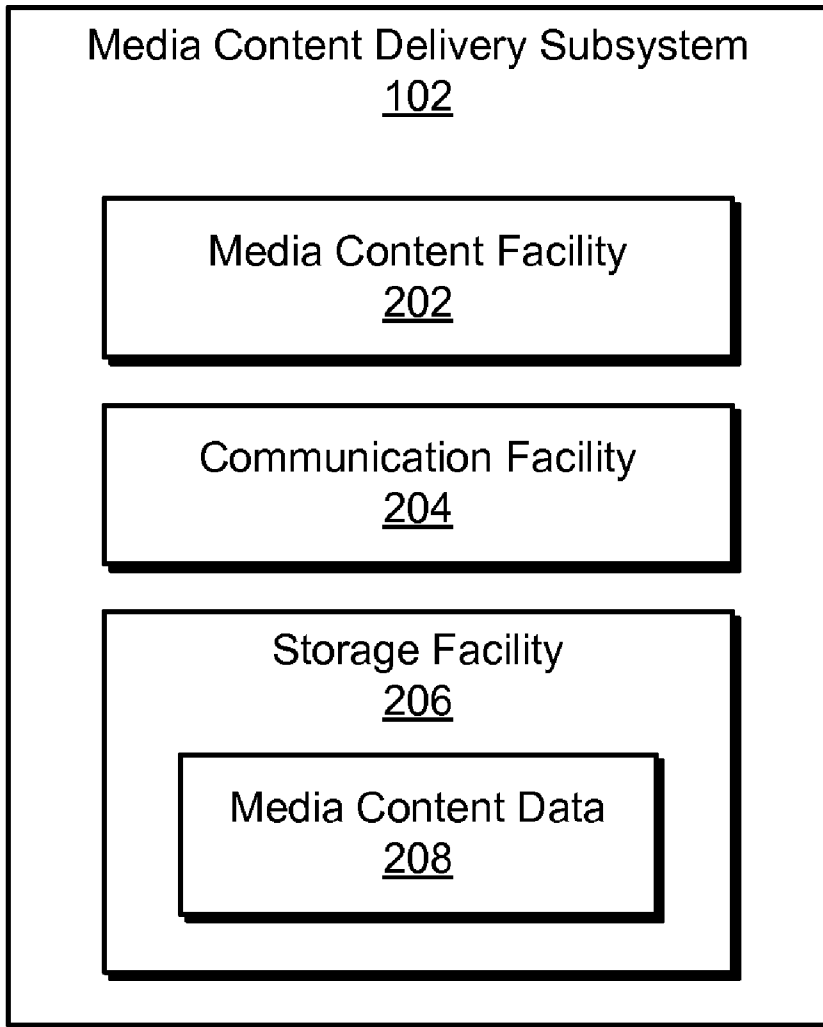 Media Content Delivery Subsystem
102
Media Content Facility
202
Communication Facility
204
Storage Facility
206
Media Content Data
208